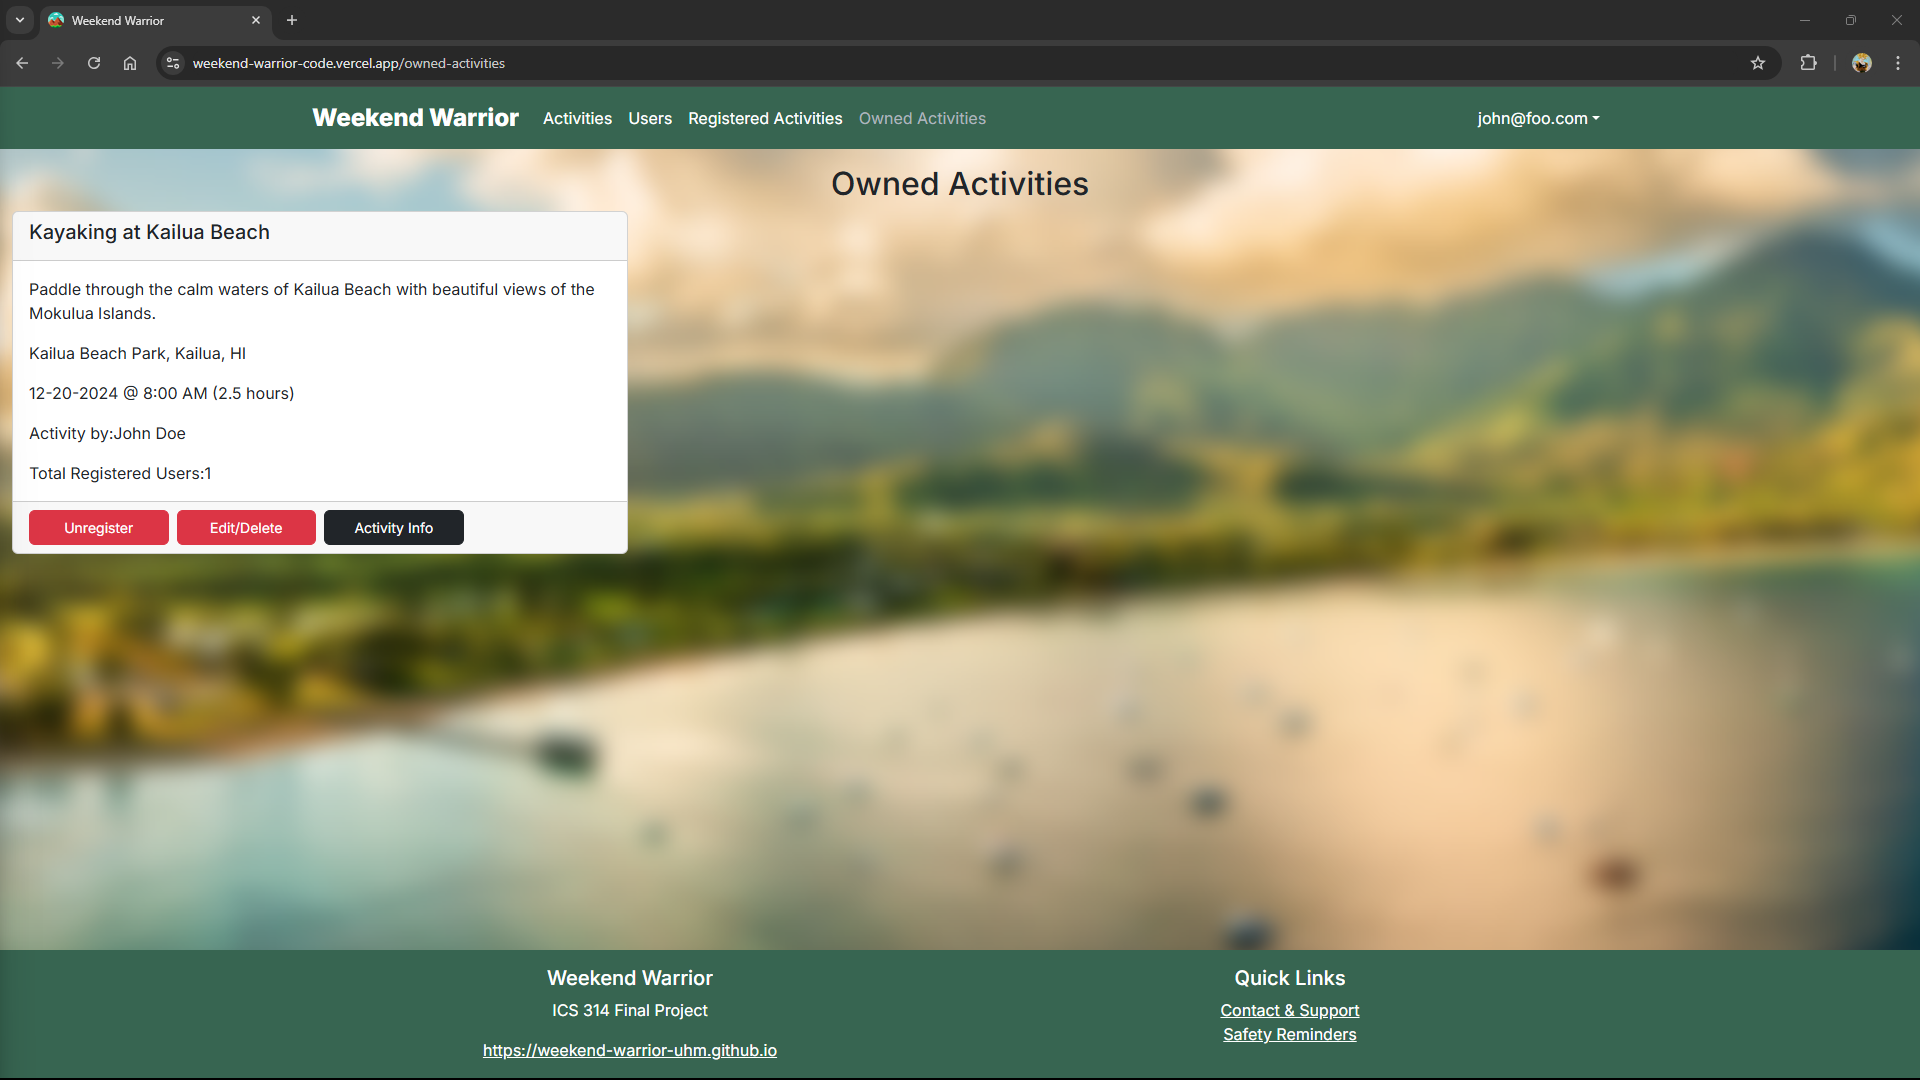 Weekend Warrior
weekend-warrior-code.vercel.app/owned-activities
Weekend Warrior Activities Users Registered Activities Owned Activities john@foo.com
Owned Activities
Kayaking at Kailua Beach
Paddle through the calm waters of Kailua Beach with beautiful views of the
Mokulua Islands.
Kailua Beach Park, Kailua, HI
12-20-2024 @ 8:00 AM (2.5 hours)
Activity by:John Doe
Total Registered Users:1
Unregister Edit/Delete Activity Info
Weekend Warrior
ICS 314 Final Project
https://weekend-warrior-uhm.github.io
Quick Links
Contact & Support
Safety Reminders